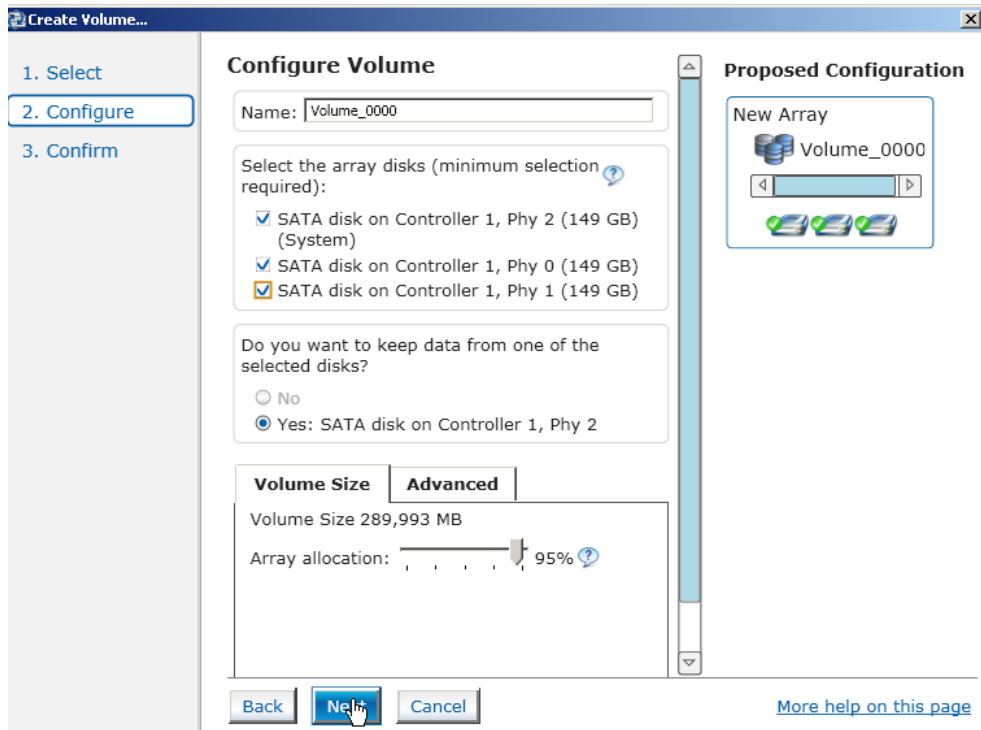 Create Volume...
1. Select
2. Configure
3. Confirm
Configure Volume
Name: Volume_0000
Select the array disks (minimum selection
required):
SATA disk on Controller 1, Phy 2 (149 GB)
(System)
SATA disk on Controller 1, Phy 0 (149 GB)
SATA disk on Controller 1, Phy 1 (149 GB)
Do you want to keep data from one of the
selected disks?
No
Yes: SATA disk on Controller 1, Phy 2
Volume Size
Advanced
Volume Size 289,993 MB
Array allocation: 95%
Back
Next
Cancel
More help on this page
Proposed Configuration
New Array
Volume_0000